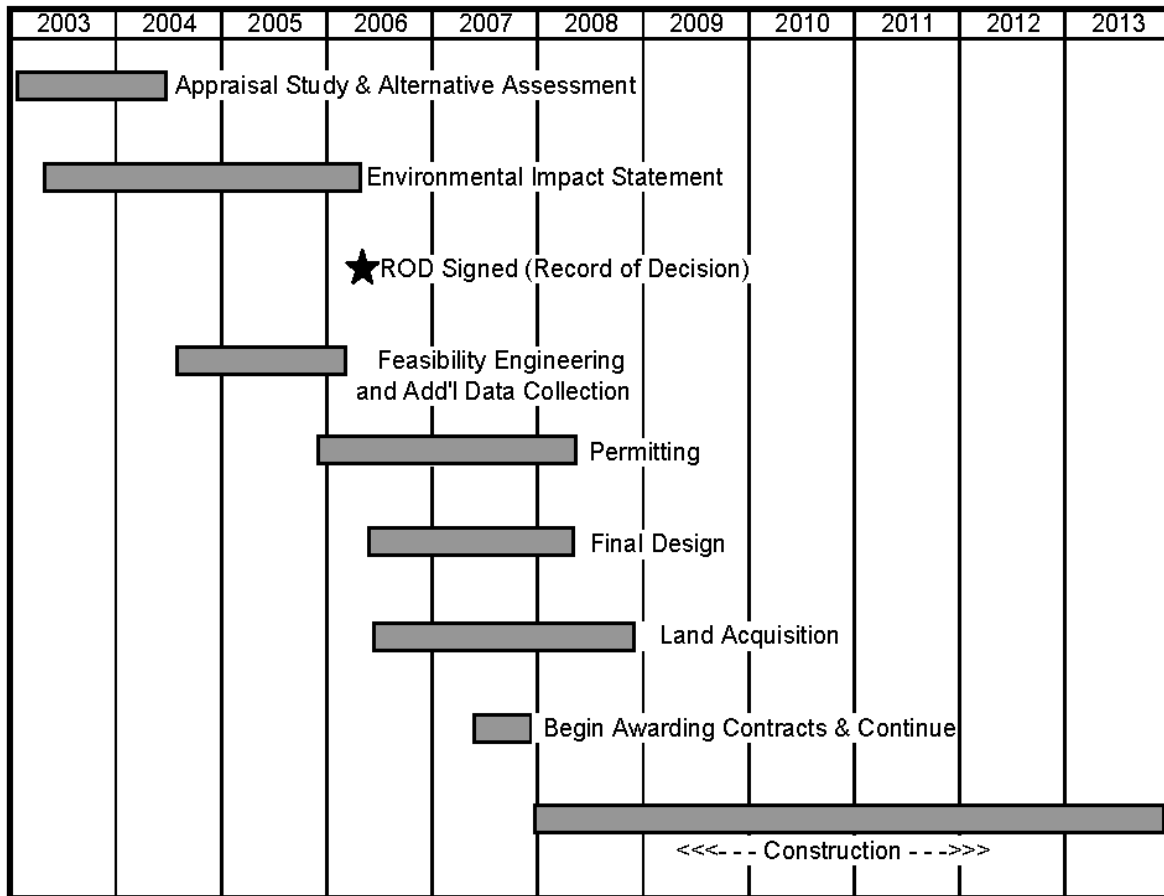 2003 2004 2005 2006 2007 2008 2009 2010 2011 2012 2013
Appraisal Study & Alternative Assessment
Environmental Impact Statement
ROD Signed (Record of Decision)
Feasibility Engineering
and Add'l Data Collection
Permitting
Final Design
Land Acquisition
Begin Awarding Contracts & Continue
<<<- - - Construction - - ->>>